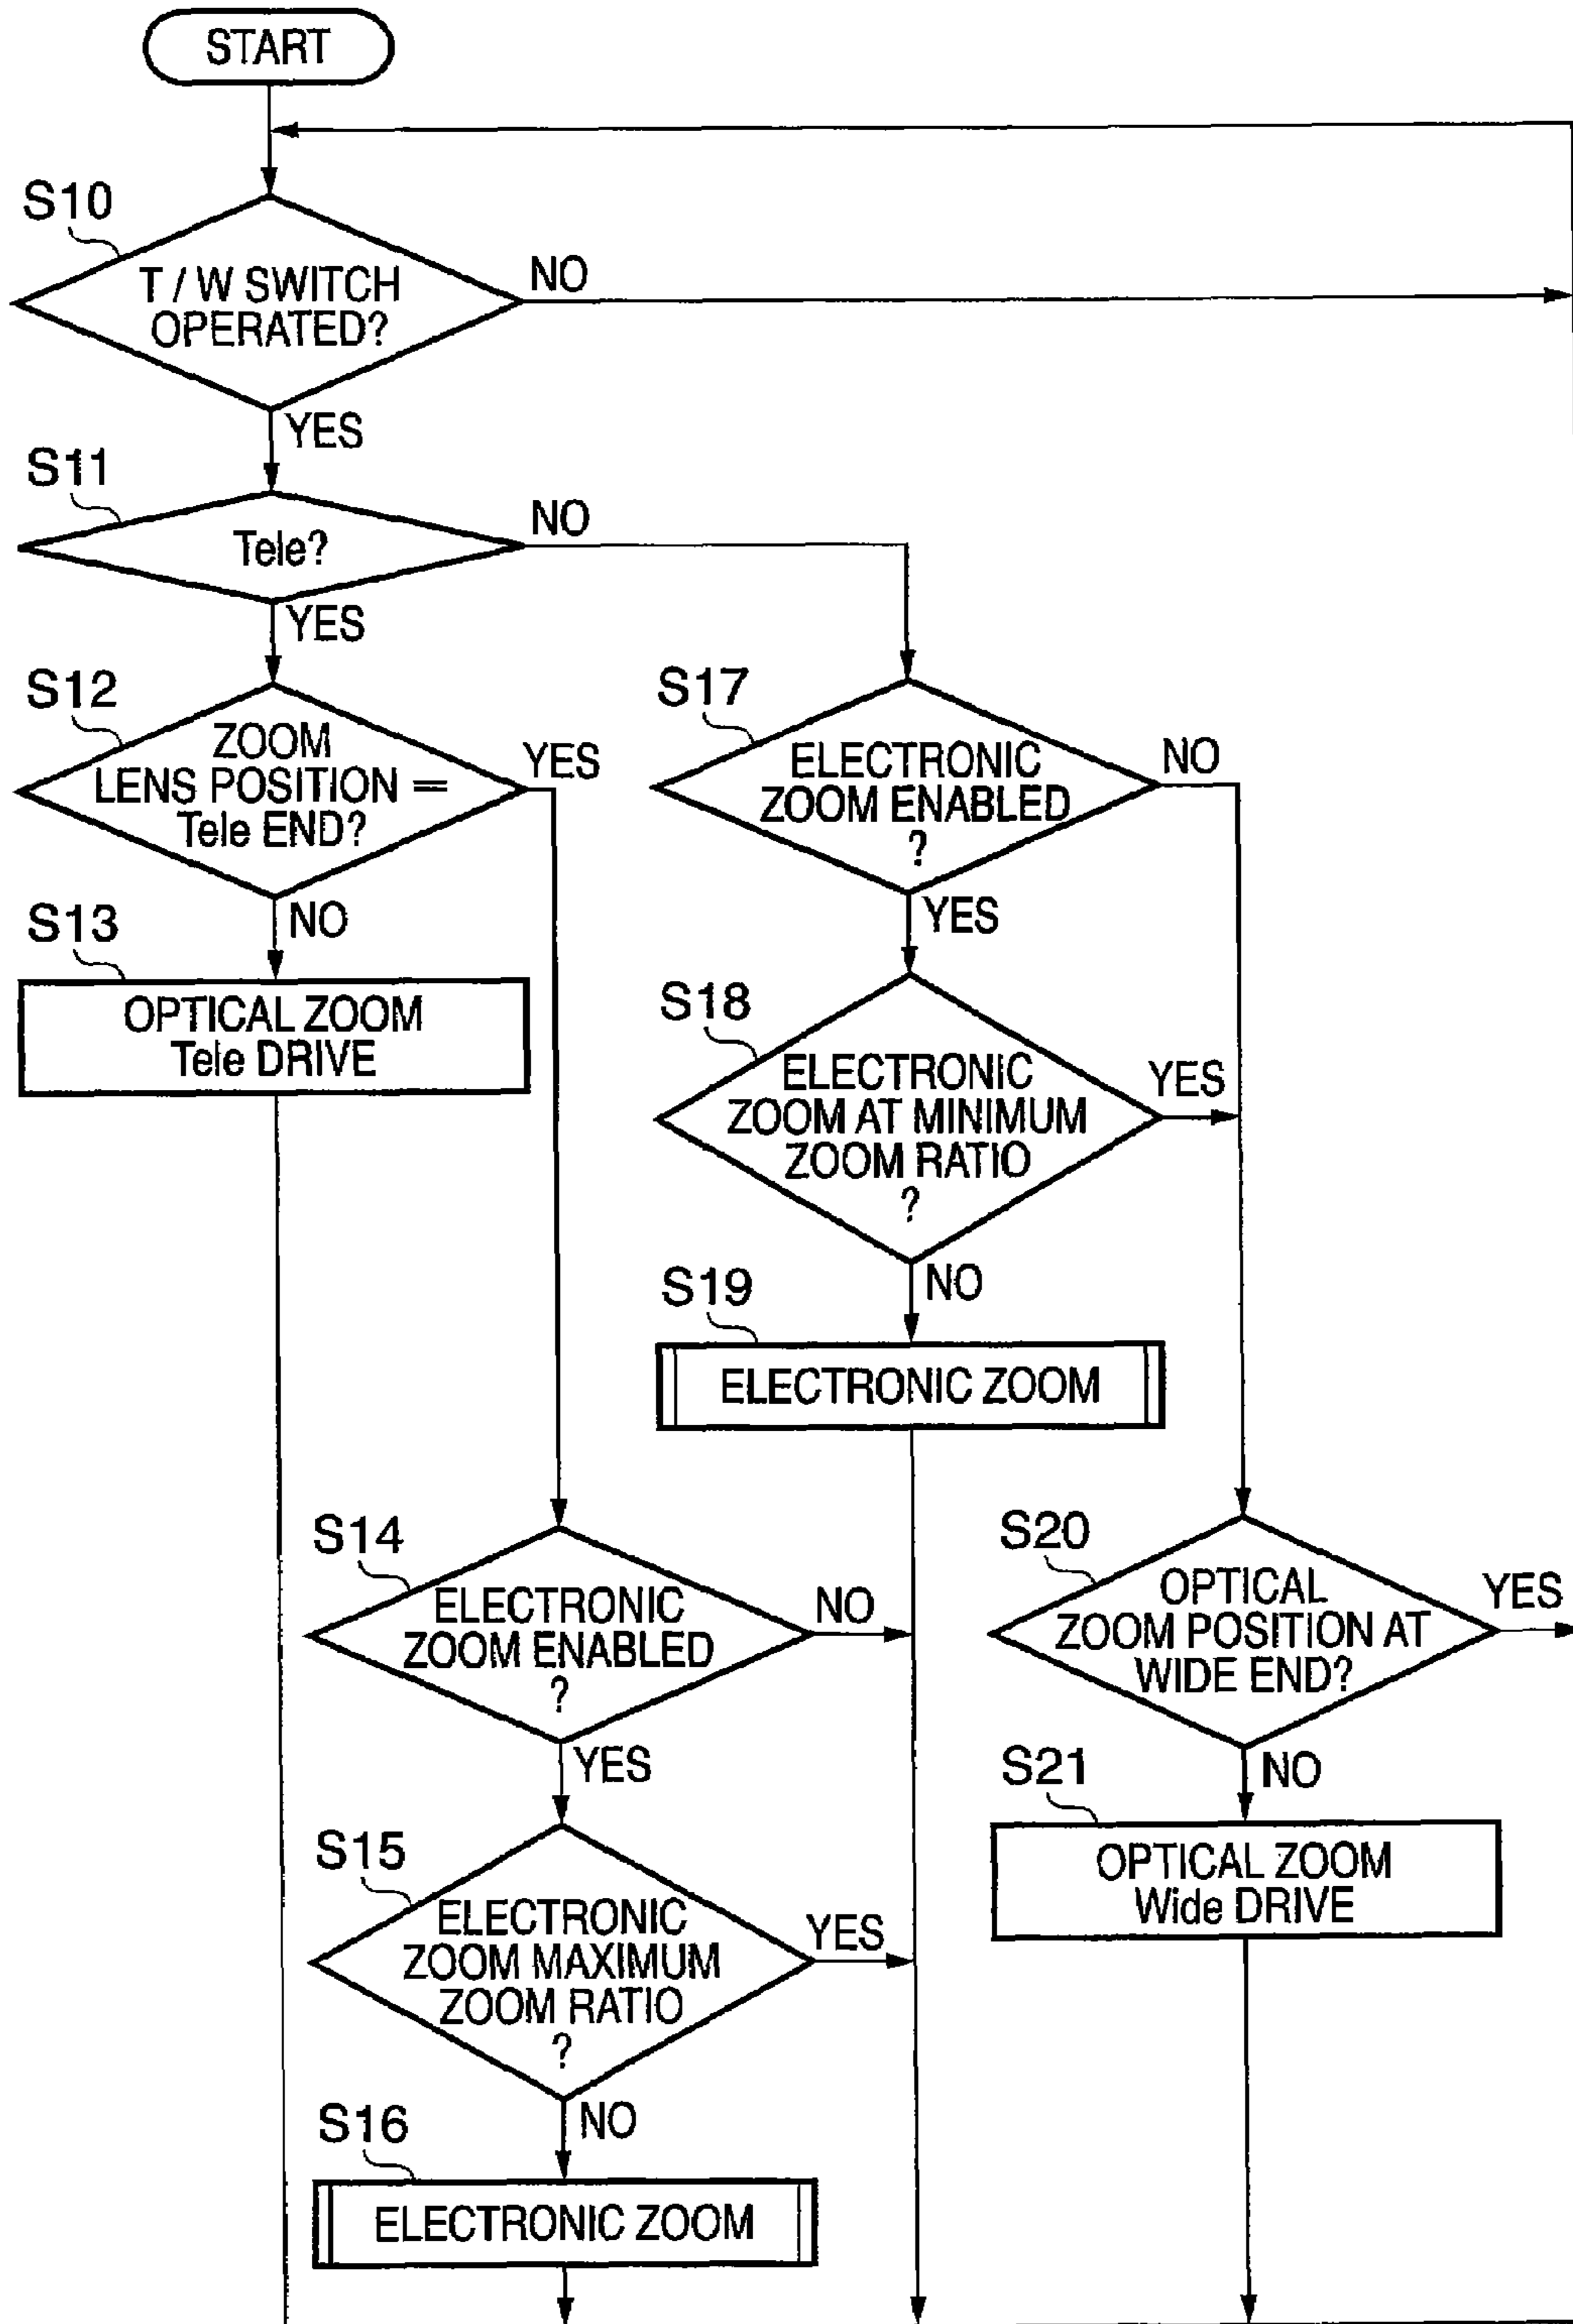 START
S10
T / W SWITCH
OPERATED?
NO
YES
S11
Tele?
NO
YES
S12
ZOOM
LENS POSITION =
Tele END?
YES
NO
S13
OPTICAL ZOOM
Tele DRIVE
S17
ELECTRONIC
ZOOM ENABLED
?
NO
YES
S18
ELECTRONIC
ZOOM AT MINIMUM
ZOOM RATIO
?
YES
NO
S19
ELECTRONIC ZOOM
S14
ELECTRONIC
ZOOM ENABLED
?
NO
YES
S15
ELECTRONIC
ZOOM MAXIMUM
ZOOM RATIO
?
YES
NO
S16
ELECTRONIC ZOOM
S20
OPTICAL
ZOOM POSITION AT
WIDE END?
YES
NO
S21
OPTICAL ZOOM
Wide DRIVE